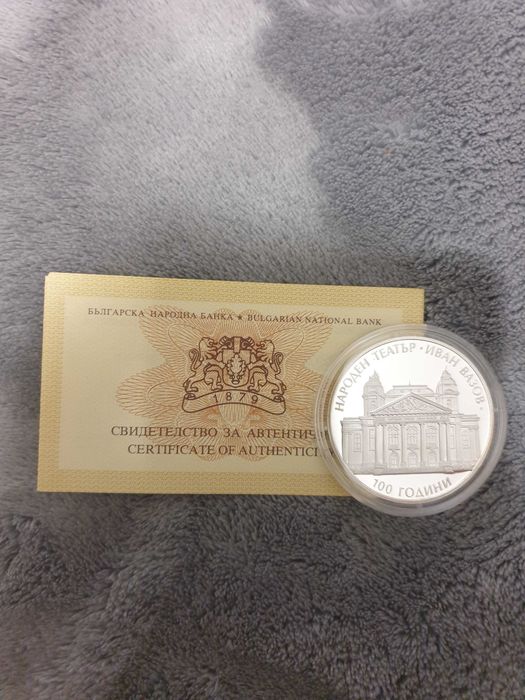 БЪЛГАРСКА НАРОДНА БАНКА ★ BULGARIAN NATIONAL BANK
1879
СВИДЕТЕЛСТВО ЗА АВТЕНТИЧ
CERTIFICATE OF AUTHENTICI
НАРОДЕН ТЕАТЪР · ИВАН ВАЗОВ ·
100 ГОДИНИ